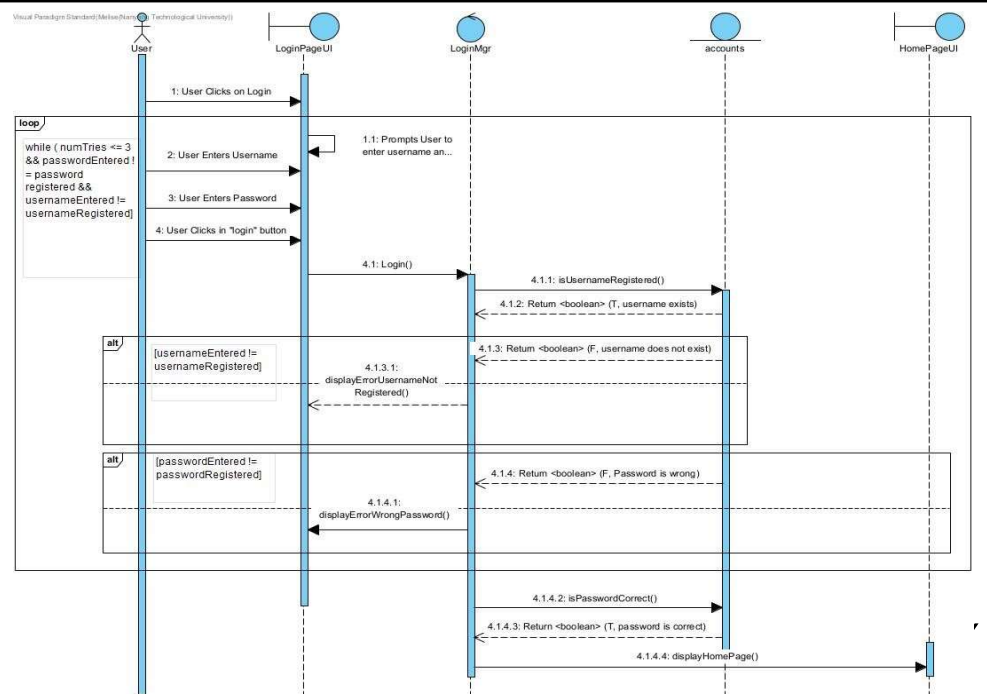 Visual Paradigm Standard(Melise(Nanyang Technological University))
User
LoginPageUI
LoginMgr
accounts
HomePageUI
1: User Clicks on Login
loop
while ( numTries <= 3
&& passwordEntered !
= password
registered &&
usernameEntered !=
usernameRegistered]
1.1: Prompts User to
enter username an...
2: User Enters Username
3: User Enters Password
4: User Clicks in "login" button
4.1: Login()
4.1.1: isUsernameRegistered()
4.1.2: Return <boolean> (T, username exists)
alt
[usernameEntered !=
usernameRegistered]
4.1.3: Return <boolean> (F, username does not exist)
4.1.3.1:
displayErrorUsernameNot
Registered()
alt
[passwordEntered !=
passwordRegistered]
4.1.4: Return <boolean> (F, Password is wrong)
4.1.4.1:
displayErrorWrongPassword()
4.1.4.2: isPasswordCorrect()
4.1.4.3: Return <boolean> (T, password is correct)
4.1.4.4: displayHomePage()